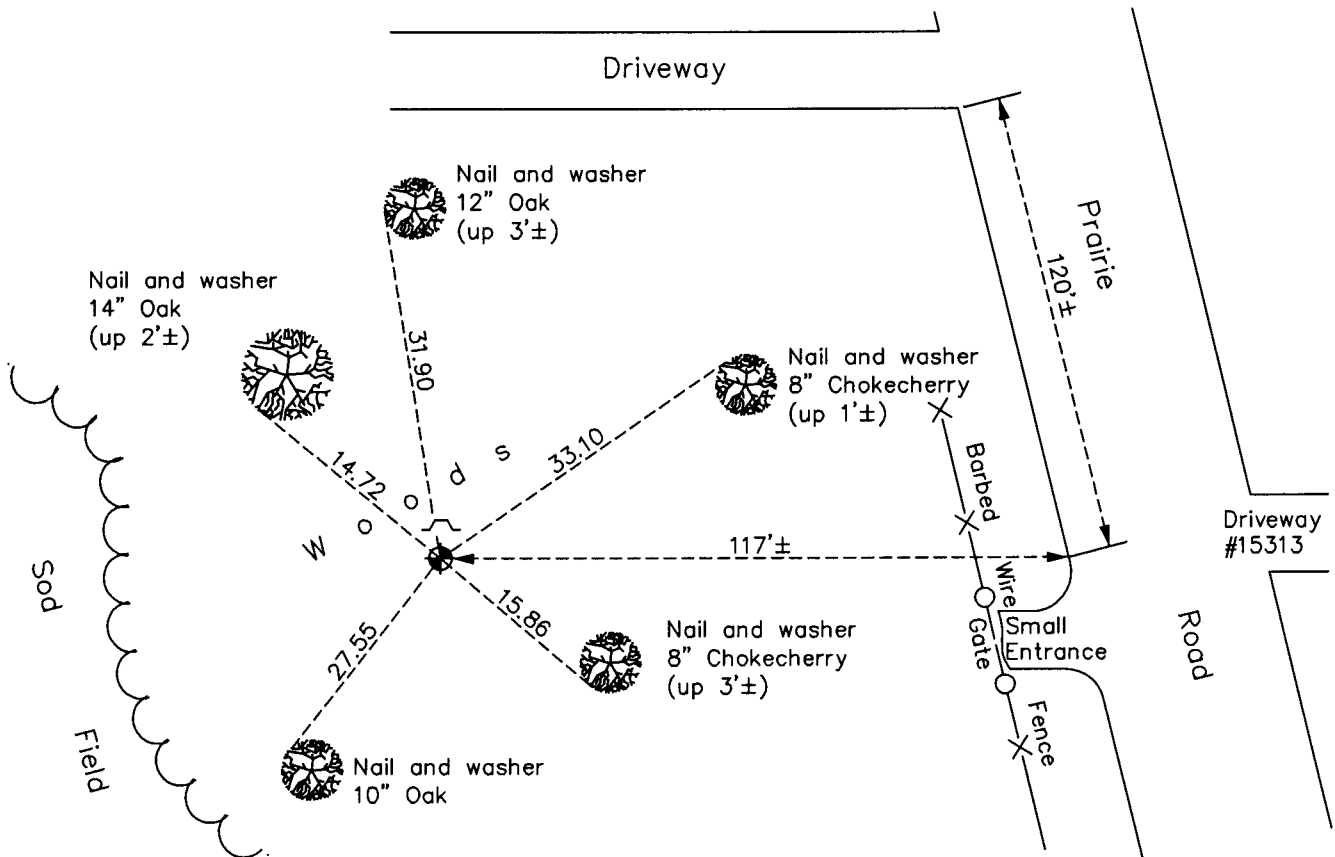 Driveway
Nail and washer
12" Oak
(up 3'±)
Nail and washer
14" Oak
(up 2'±)
Prairie
120'±
31.90
Nail and washer
8" Chokecherry
(up 1'±)
14.72
Woods
33.10
Barbed
Wire
Gate
Fence
117'±
Driveway
#15313
Sod
Field
27.55
15.86
Nail and washer
8" Chokecherry
(up 3'±)
Small
Entrance
Road
Nail and washer
10" Oak